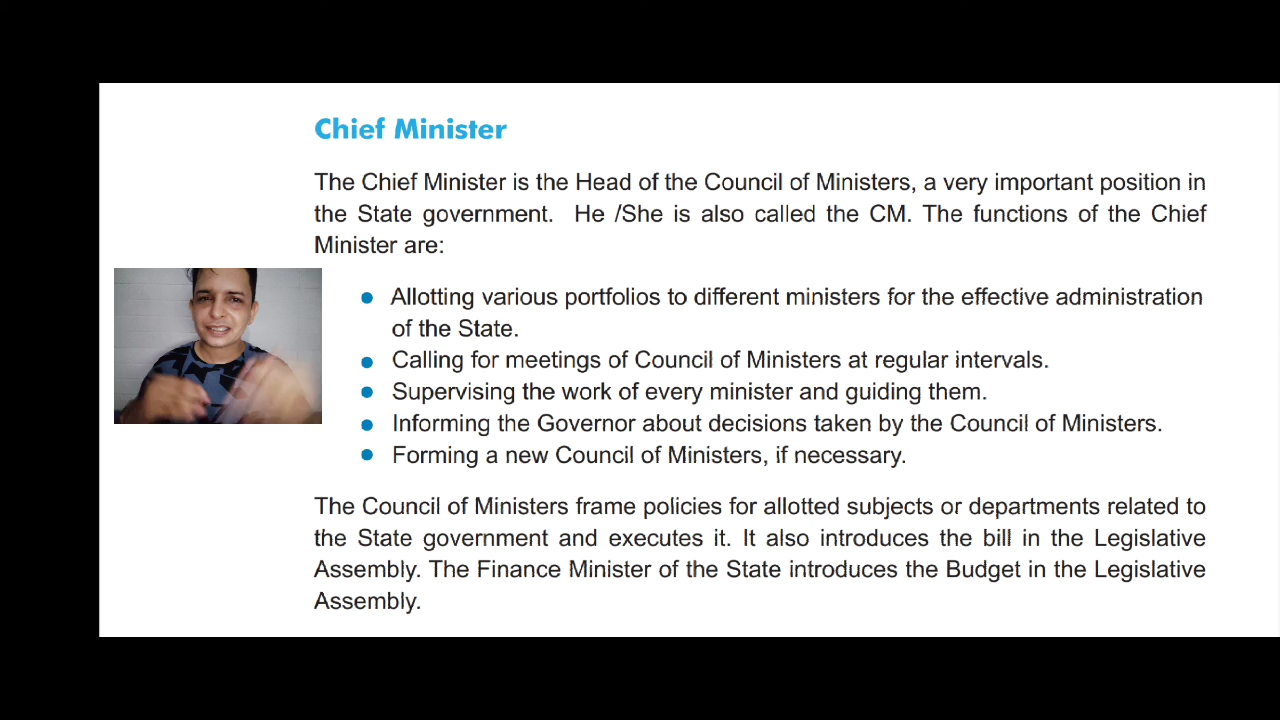 Chief Minister
The Chief Minister is the Head of the Council of Ministers, a very important position in
the State government. He /She is also called the CM. The functions of the Chief
Minister are:
● Allotting various portfolios to different ministers for the effective administration
of the State.
● Calling for meetings of Council of Ministers at regular intervals.
● Supervising the work of every minister and guiding them.
● Informing the Governor about decisions taken by the Council of Ministers.
● Forming a new Council of Ministers, if necessary.
The Council of Ministers frame policies for allotted subjects or departments related to
the State government and executes it. It also introduces the bill in the Legislative
Assembly. The Finance Minister of the State introduces the Budget in the Legislative
Assembly.